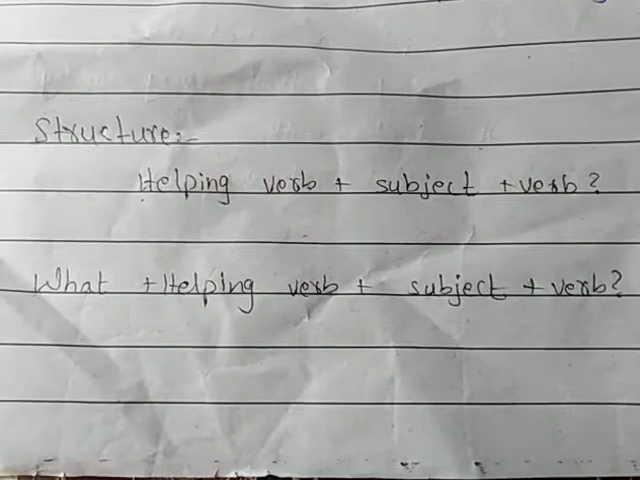 Structure:-
Helping verb + subject + verb?
What + Helping verb + subject + verb?